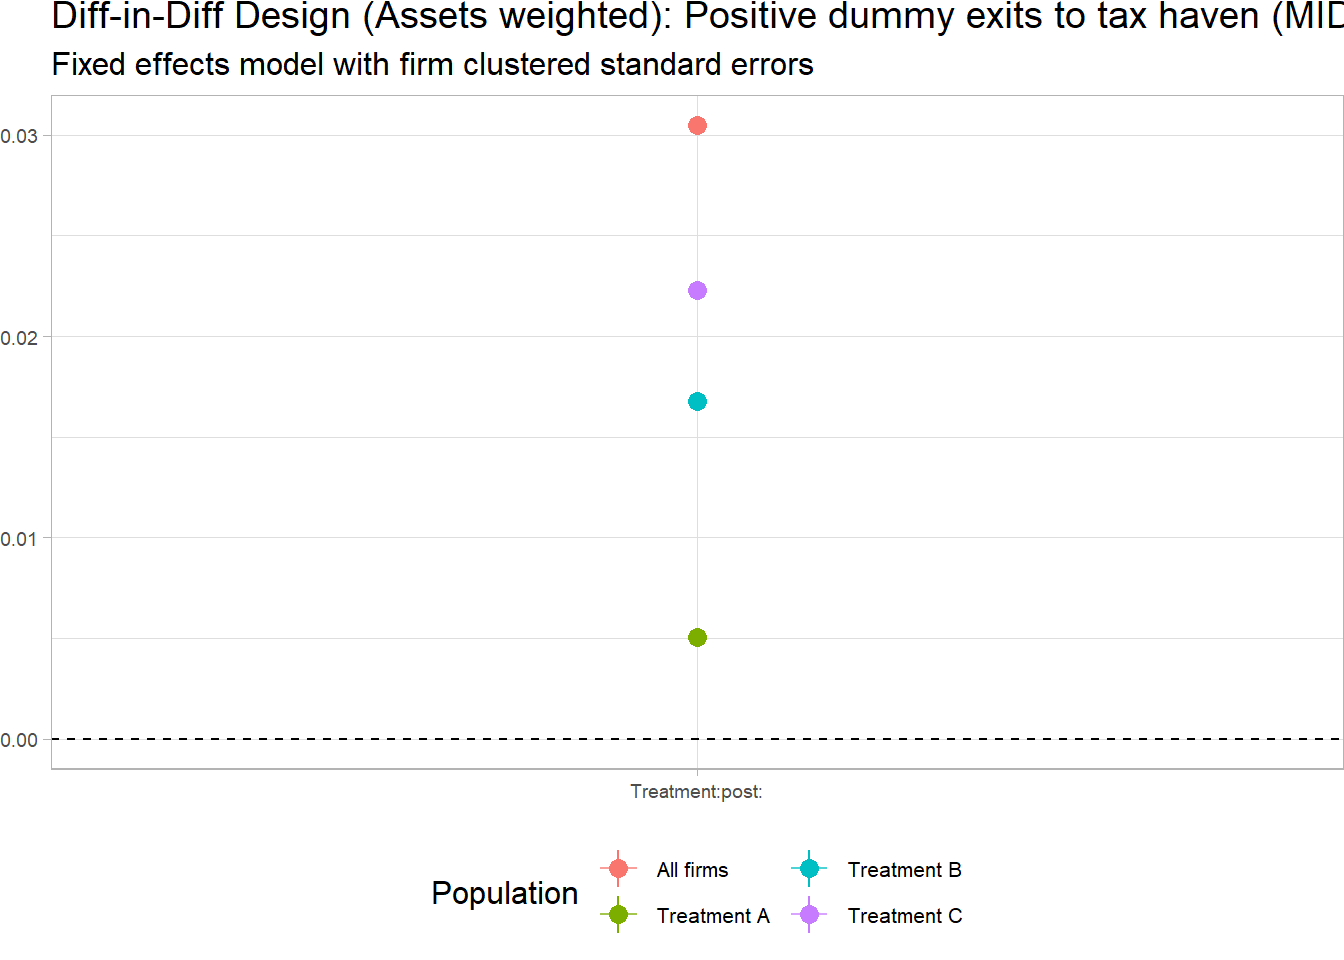 Diff-in-Diff Design (Assets weighted): Positive dummy exits to tax haven (MID
Fixed effects model with firm clustered standard errors
0.03
0.02
0.01
0.00
Treatment:post:
Population
All firms
Treatment B
Treatment A
Treatment C